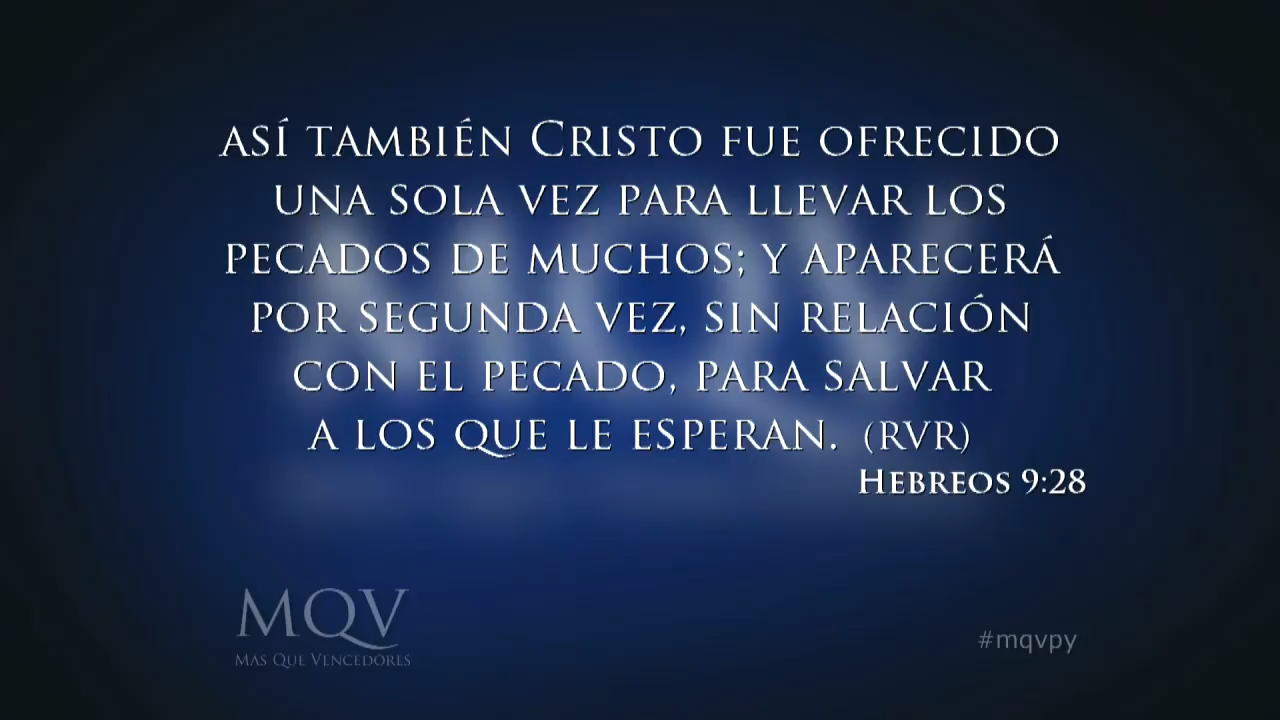 así también Cristo fue ofrecido
una sola vez para llevar los
pecados de muchos; y aparecerá
por segunda vez, sin relación
con el pecado, para salvar
a los que le esperan. (RVR)
Hebreos 9:28
MQV
Más Que Vencedores
#mqvpy